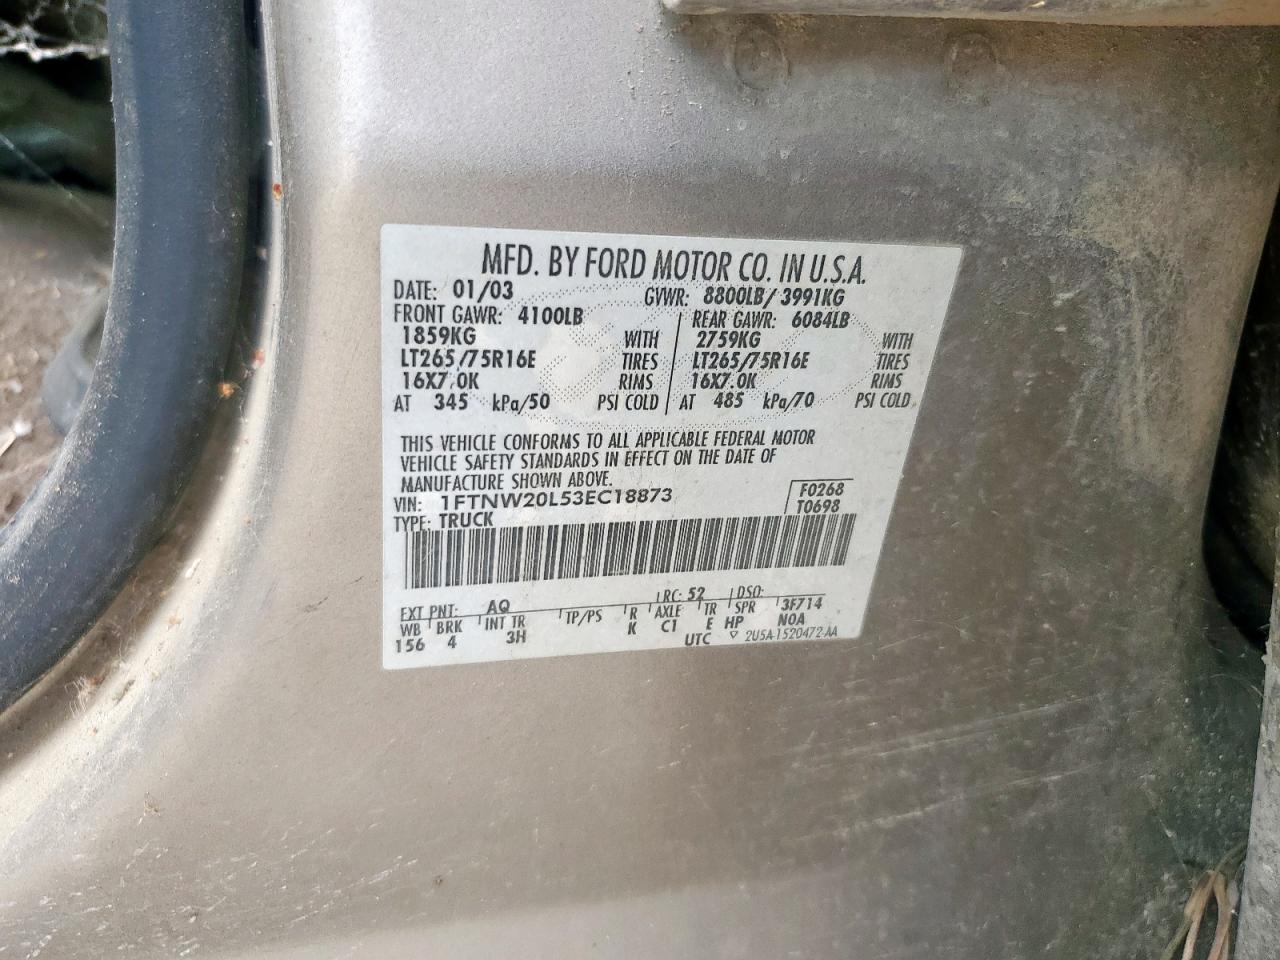 MFD. BY FORD MOTOR CO. IN U.S.A.
DATE: 01/03 GVWR: 8800LB/ 3991KG
FRONT GAWR: 4100LB REAR GAWR: 6084LB
1859KG WITH 2759KG WITH
LT265/75R16E TIRES LT265/75R16E TIRES
16X7.0K RIMS 16X7.0K RIMS
AT 345 kPa/50 PSI COLD AT 485 kPa/70 PSI COLD
THIS VEHICLE CONFORMS TO ALL APPLICABLE FEDERAL MOTOR
VEHICLE SAFETY STANDARDS IN EFFECT ON THE DATE OF
MANUFACTURE SHOWN ABOVE.
VIN: 1FTNW20L53EC18873 F0268
TYPE: TRUCK T0698
EXT PNT: AQ RC: 52 DSO:
WB BRK INT TR TP/PS R AXLE TR SPR 3F714
156 4 3H K C1 E HP N0A
UTC ▽ 2U5A-1520472-AA